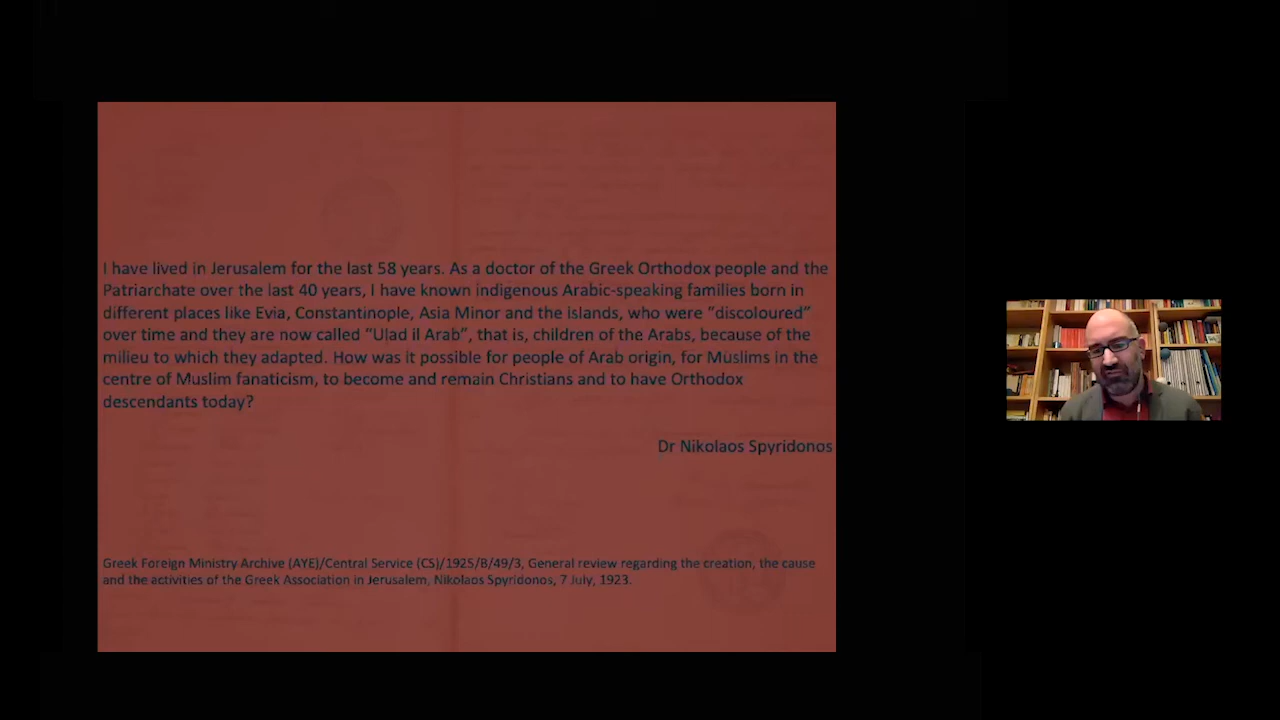 I have lived in Jerusalem for the last 58 years. As a doctor of the Greek Orthodox people and the
Patriarchate over the last 40 years, I have known indigenous Arabic-speaking families born in
different places like Evia, Constantinople, Asia Minor and the islands, who were “discoloured”
over time and they are now called “Ulad il Arab”, that is, children of the Arabs, because of the
milieu to which they adapted. How was it possible for people of Arab origin, for Muslims in the
centre of Muslim fanaticism, to become and remain Christians and to have Orthodox
descendants today?
Dr Nikolaos Spyridonos
Greek Foreign Ministry Archive (AYE)/Central Service (CS)/1925/B/49/3, General review regarding the creation, the cause
and the activities of the Greek Association in Jerusalem, Nikolaos Spyridonos, 7 July, 1923.